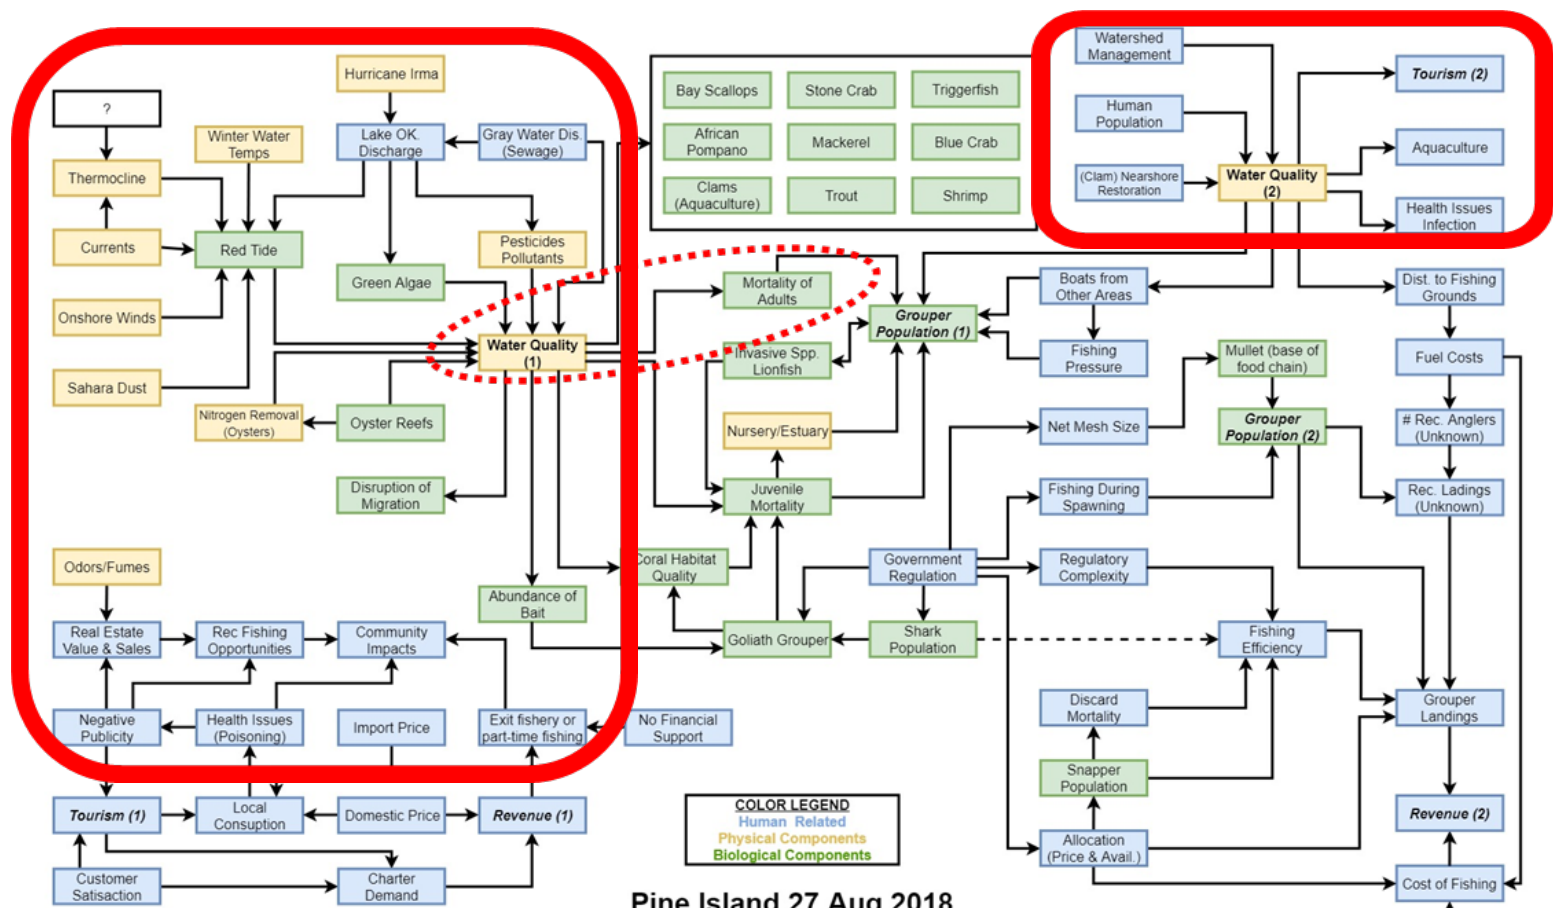 Watershed
Management
Tourism (2)
Human
Population
Aquaculture
(Clam) Nearshore
Restoration
Water Quality
(2)
Health Issues
Infection
Hurricane Irma
?
Lake OK.
Discharge
Gray Water Dis.
(Sewage)
Winter Water
Temps
Thermocline
Currents
Red Tide
Pesticides
Pollutants
Green Algae
Onshore Winds
Water Quality
(1)
Sahara Dust
Nitrogen Removal
(Oysters)
Oyster Reefs
Disruption of
Migration
Odors/Fumes
Abundance of
Bait
Real Estate
Value & Sales
Rec Fishing
Opportunities
Community
Impacts
Negative
Publicity
Health Issues
(Poisoning)
Import Price
Exit fishery or
part-time fishing
No Financial
Support
Tourism (1)
Local
Consuption
Domestic Price
Revenue (1)
Customer
Satisaction
Charter
Demand
Bay Scallops
Stone Crab
Triggerfish
African
Pompano
Mackerel
Blue Crab
Clams
(Aquaculture)
Trout
Shrimp
Mortality of
Adults
Grouper
Population (1)
Boats from
Other Areas
Dist. to Fishing
Grounds
Invasive Spp.
Lionfish
Fishing
Pressure
Mullet (base of
food chain)
Fuel Costs
Nursery/Estuary
Net Mesh Size
Grouper
Population (2)
# Rec. Anglers
(Unknown)
Juvenile
Mortality
Fishing During
Spawning
Rec. Ladings
(Unknown)
Coral Habitat
Quality
Government
Regulation
Regulatory
Complexity
Goliath Grouper
Shark
Population
Fishing
Efficiency
Discard
Mortality
Grouper
Landings
Snapper
Population
Revenue (2)
Allocation
(Price & Avail.)
Cost of Fishing
COLOR LEGEND
Human Related
Physical Components
Biological Components
Pine Island 27 Aug 2018